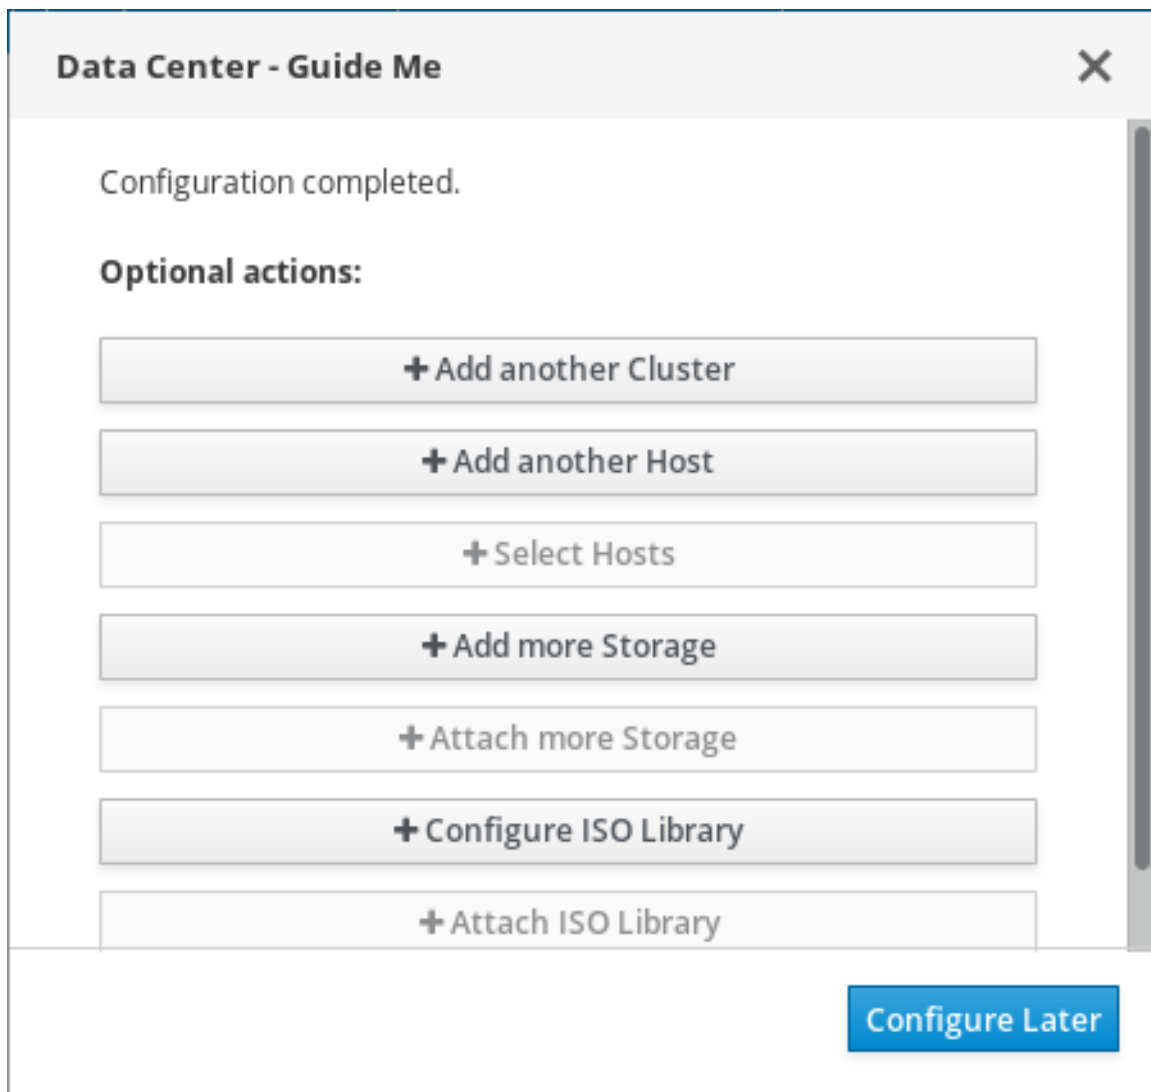 Data Center - Guide Me
Configuration completed.
Optional actions:
+ Add another Cluster
+ Add another Host
+ Select Hosts
+ Add more Storage
+ Attach more Storage
+ Configure ISO Library
+ Attach ISO Library
Configure Later